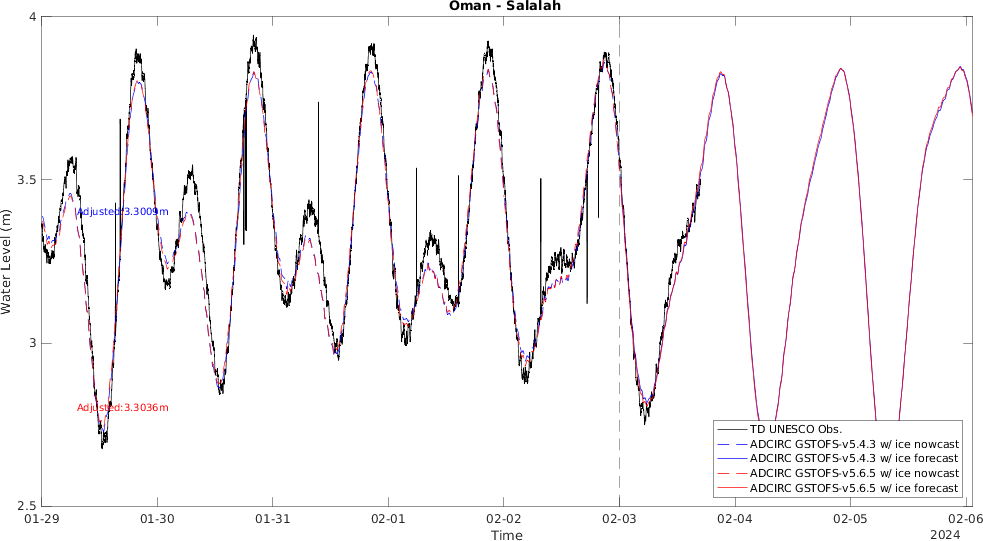 Oman - Salalah
4
3.5
3
2.5
Water Level (m)
Adjusted:3.3009m
Adjusted:3.3036m
TD UNESCO Obs.
ADCIRC GSTOFS-v5.4.3 w/ ice nowcast
ADCIRC GSTOFS-v5.4.3 w/ ice forecast
ADCIRC GSTOFS-v5.6.5 w/ ice nowcast
ADCIRC GSTOFS-v5.6.5 w/ ice forecast
01-29 01-30 01-31 02-01 02-02 02-03 02-04 02-05 02-06
Time
2024